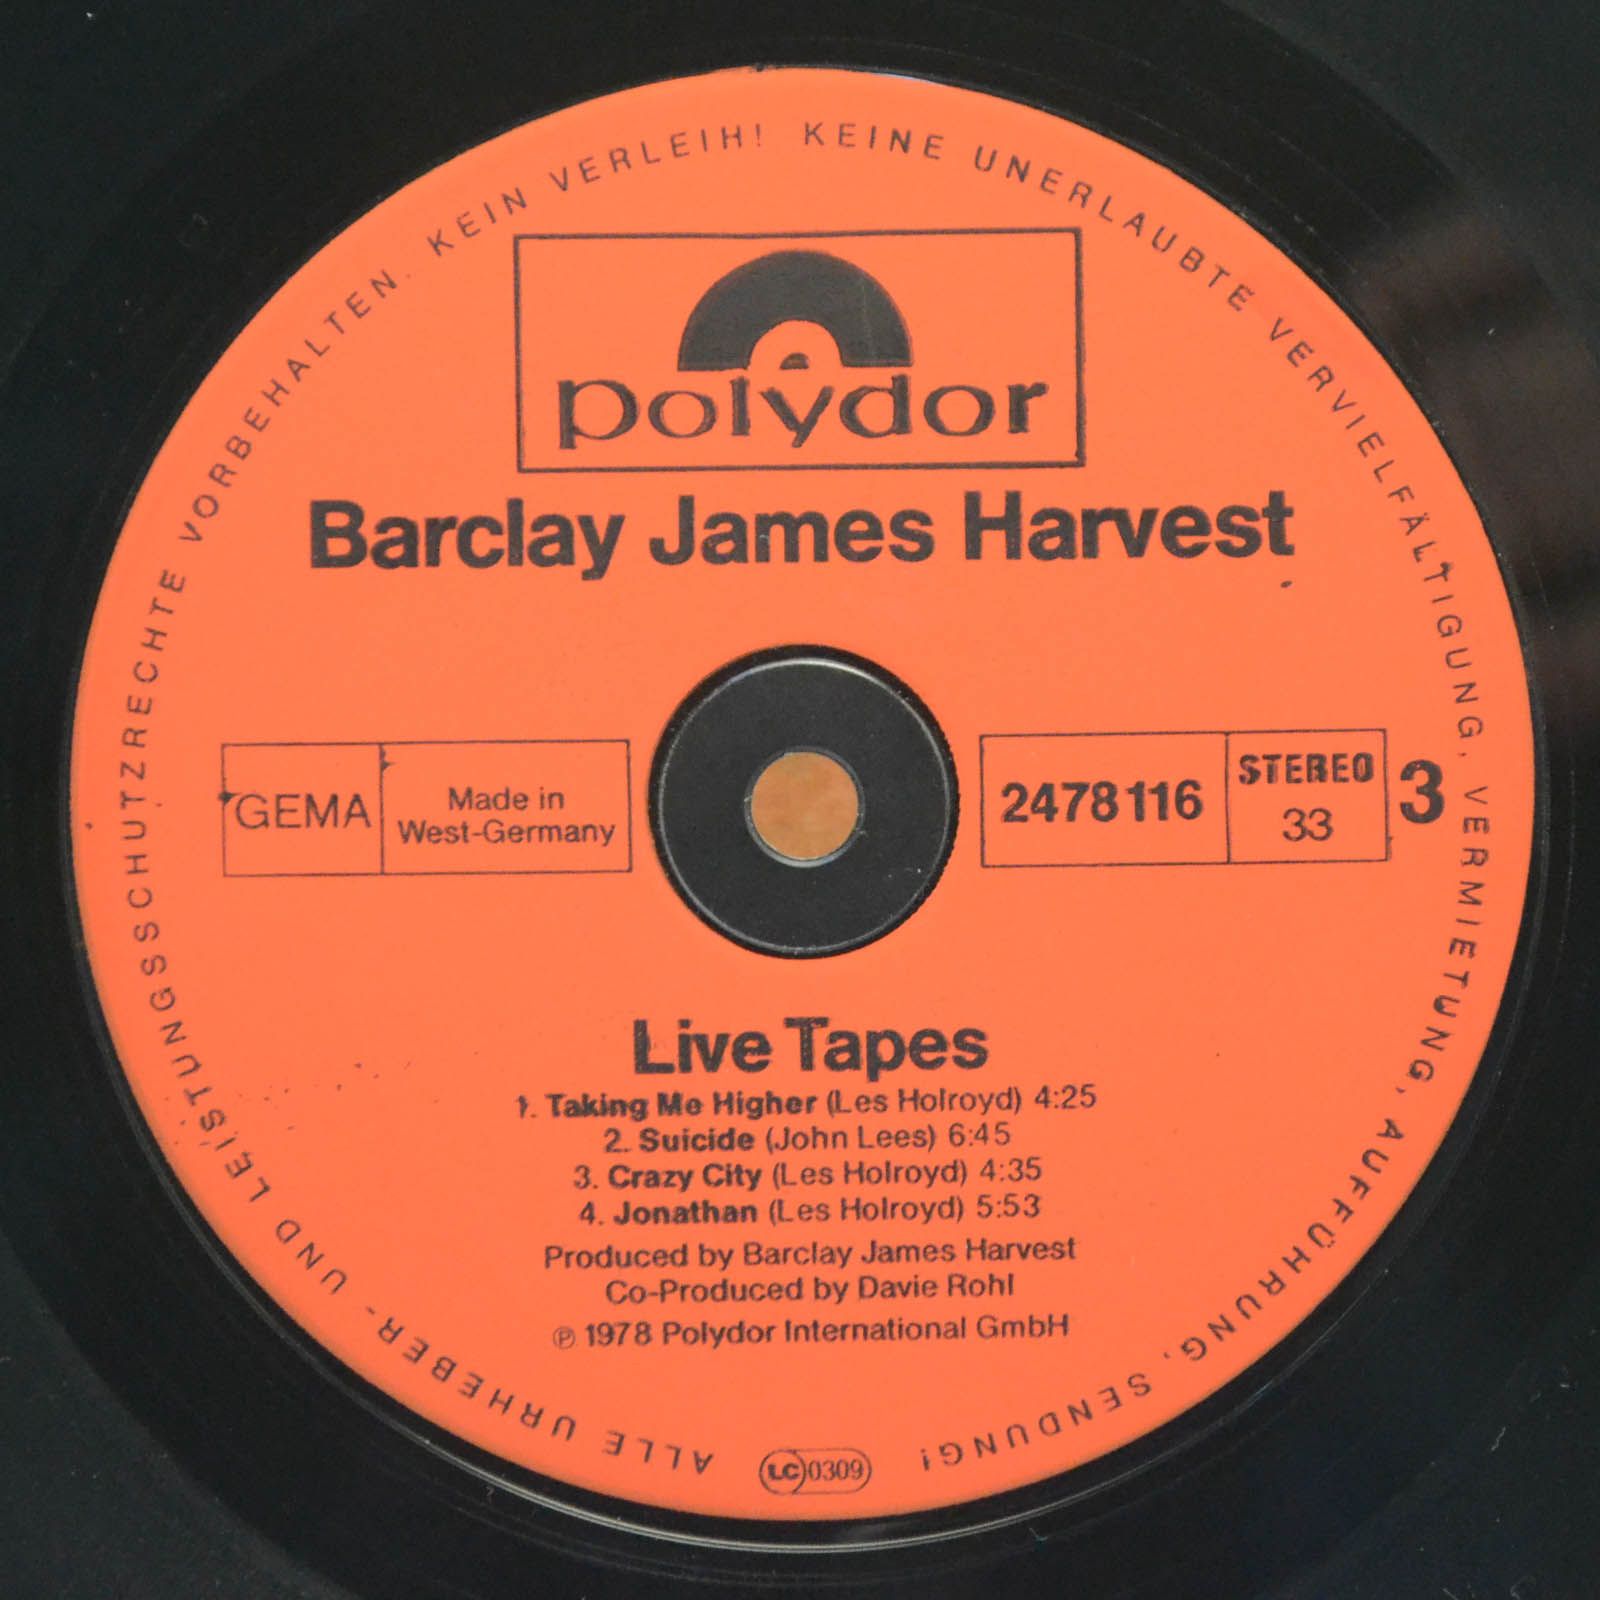 ALLE URHEBER- UND LEISTUNGSSCHUTZRECHTE VORBEHALTEN. KEIN VERLEIH! KEINE UNERLAUBTE VERVIELFÄLTIGUNG, VERMIETUNG, AUFFÜHRUNG, SENDUNG!
polydor
Barclay James Harvest
GEMA
Made in
West-Germany
2478116
STEREO
33
3
Live Tapes
1. Taking Me Higher (Les Holroyd) 4:25
2. Suicide (John Lees) 6:45
3. Crazy City (Les Holroyd) 4:35
4. Jonathan (Les Holroyd) 5:53
Produced by Barclay James Harvest
Co-Produced by Davie Rohl
℗ 1978 Polydor International GmbH
LC 0309